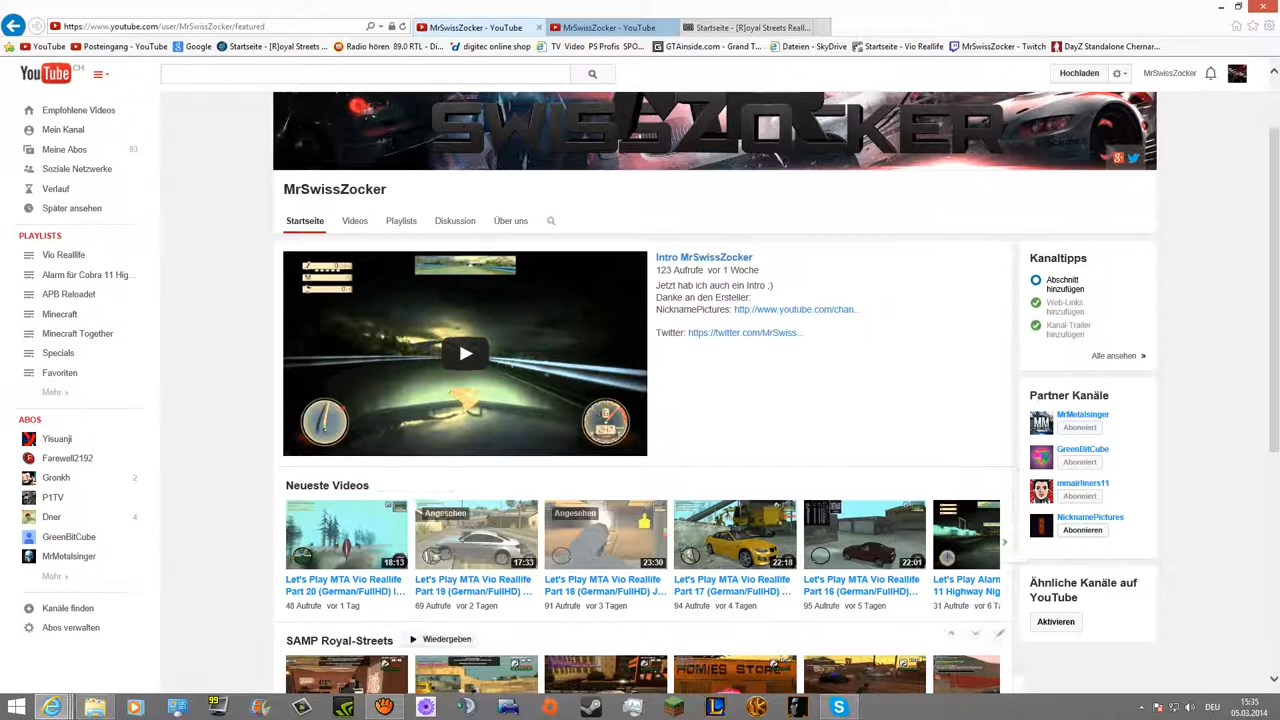 https://www.youtube.com/user/MrSwissZocker/featured
MrSwissZocker - YouTube
MrSwissZocker - YouTube
Startseite - [R]oyal Streets Reall...
YouTube
Posteingang - YouTube
Google
Startseite - [R]oyal Streets ...
Radio hören 89.0 RTL - Di...
digitec online shop
TV Video PS Profis SPO...
GTAinside.com - Grand T...
Dateien - SkyDrive
Startseite - Vio Reallife
MrSwissZocker - Twitch
DayZ Standalone Chernar...
YouTube CH
Hochladen
MrSwissZocker
Empfohlene Videos
Mein Kanal
Meine Abos 83
Soziale Netzwerke
Verlauf
Später ansehen
PLAYLISTS
Vio Reallife
Alarm für Cobra 11 Hig...
APB Reloadet
Minecraft
Minecraft Together
Specials
Favoriten
Mehr ›
ABOS
Yisuanji
Farewell2192
Gronkh 2
P1TV
Dner 4
GreenBitCube
MrMetalsinger
Mehr ›
Kanäle finden
Abos verwalten
SWISSZOCKER
MrSwissZocker
Startseite
Videos
Playlists
Diskussion
Über uns
Intro MrSwissZocker
123 Aufrufe vor 1 Woche
Jetzt hab ich auch ein Intro ;)
Danke an den Ersteller:
NicknamePictures: http://www.youtube.com/chan...
Twitter: https://twitter.com/MrSwiss...
Neueste Videos
18:13
Let's Play MTA Vio Reallife
Part 20 (German/FullHD) I...
48 Aufrufe vor 1 Tag
Angesehen
17:33
Let's Play MTA Vio Reallife
Part 19 (German/FullHD) ...
69 Aufrufe vor 2 Tagen
Angesehen
23:30
Let's Play MTA Vio Reallife
Part 18 (German/FullHD) J...
91 Aufrufe vor 3 Tagen
22:18
Let's Play MTA Vio Reallife
Part 17 (German/FullHD) ...
94 Aufrufe vor 4 Tagen
22:01
Let's Play MTA Vio Reallife
Part 16 (German/FullHD)...
95 Aufrufe vor 5 Tagen
Let's Play Alarm
11 Highway Nig
31 Aufrufe vor 6 T
SAMP Royal-Streets
Wiedergeben
HOMIES STORE
Kanaltipps
Abschnitt
hinzufügen
Web-Links
hinzufügen
Kanal-Trailer
hinzufügen
Alle ansehen »
Partner Kanäle
MrMetalsinger
Abonniert
GreenBitCube
Abonniert
mmairliners11
Abonniert
NicknamePictures
Abonnieren
Ähnliche Kanäle auf
YouTube
Aktivieren
99
DEU
15:35
05.03.2014